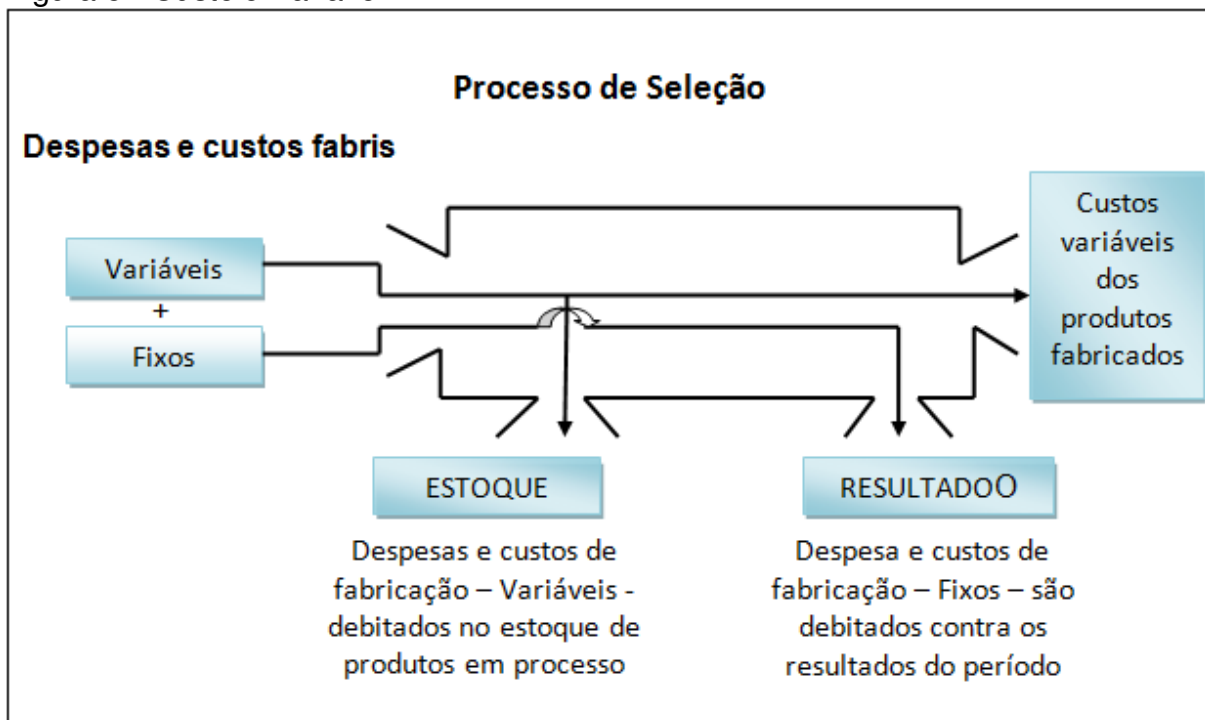 Processo de Seleção
Despesas e custos fabris
Variáveis
+
Fixos
Custos
variáveis
dos
produtos
fabricados
ESTOQUE
Despesas e custos de
fabricação – Variáveis -
debitados no estoque de
produtos em processo
RESULTADOO
Despesa e custos de
fabricação – Fixos – são
debitados contra os
resultados do período